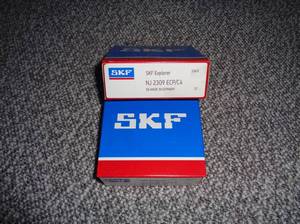 SKF
SKF Explorer
NJ 2309 ECP/C4
SKF